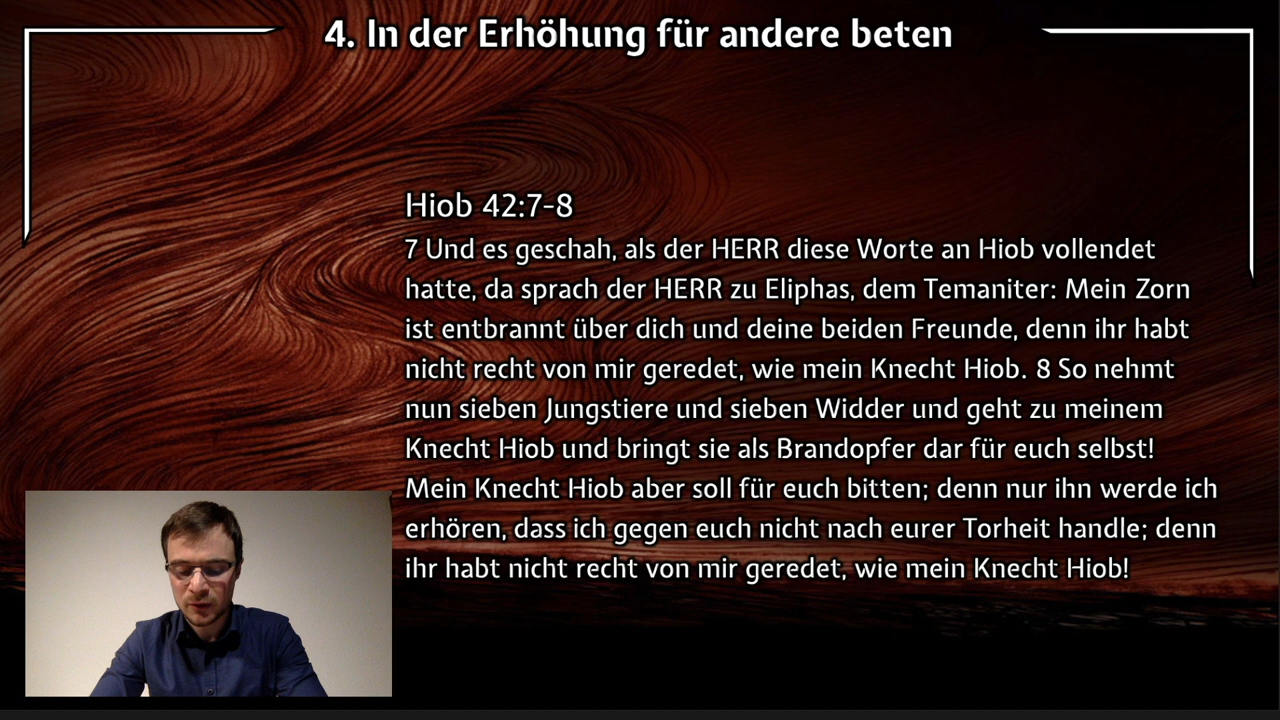 4. In der Erhöhung für andere beten
Hiob 42:7-8
7 Und es geschah, als der HERR diese Worte an Hiob vollendet
hatte, da sprach der HERR zu Eliphas, dem Temaniter: Mein Zorn
ist entbrannt über dich und deine beiden Freunde, denn ihr habt
nicht recht von mir geredet, wie mein Knecht Hiob. 8 So nehmt
nun sieben Jungstiere und sieben Widder und geht zu meinem
Knecht Hiob und bringt sie als Brandopfer dar für euch selbst!
Mein Knecht Hiob aber soll für euch bitten; denn nur ihn werde ich
erhören, dass ich gegen euch nicht nach eurer Torheit handle; denn
ihr habt nicht recht von mir geredet, wie mein Knecht Hiob!